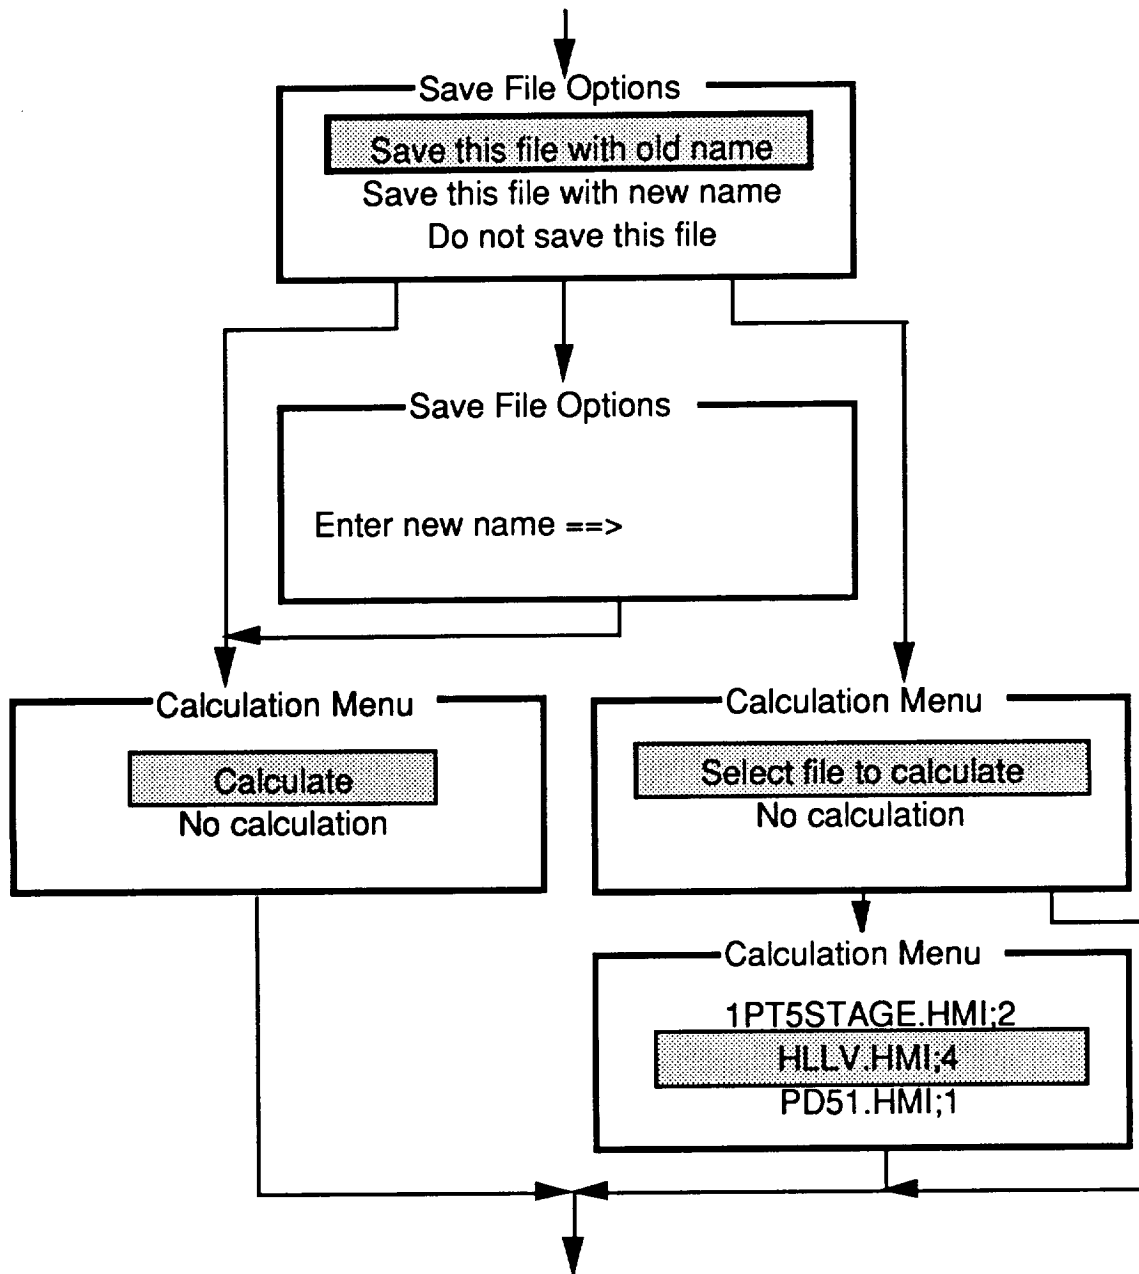 Save File Options
Save this file with old name
Save this file with new name
Do not save this file
Save File Options
Enter new name ==>
Calculation Menu
Calculate
No calculation
Calculation Menu
Select file to calculate
No calculation
Calculation Menu
1PT5STAGE.HMI;2
HLLV.HMI;4
PD51.HMI;1